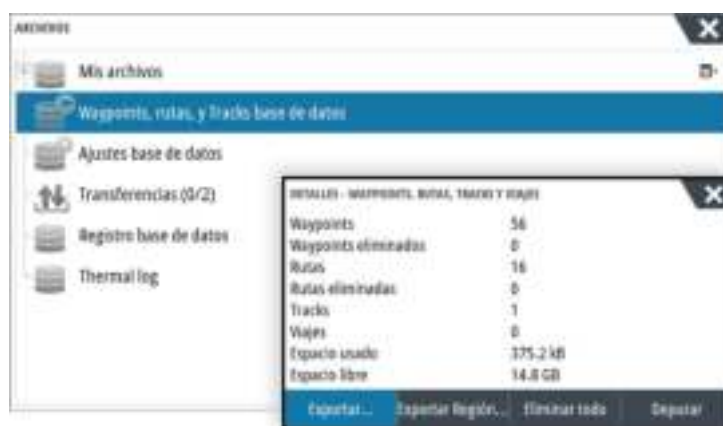 ARCHIVOS
Mis archivos
Waypoints, rutas, y Tracks base de datos
Ajustes base de datos
Transferencias (0/2)
Registro base de datos
Thermal log
DETALLES - WAYPOINTS, RUTAS, TRACKS Y VIAJES
Waypoints 56
Waypoints eliminados 0
Rutas 16
Rutas eliminadas 0
Tracks 1
Viajes 0
Espacio usado 375.2 kB
Espacio libre 14.8 GB
Exportar... Exportar Región... Eliminar todo Depurar